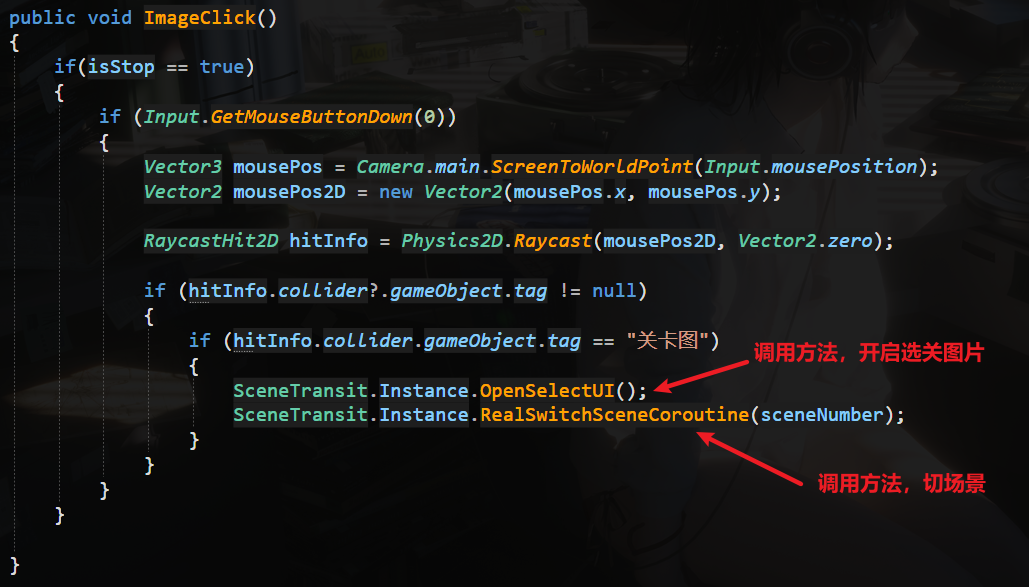 public void ImageClick()
{
if(isStop == true)
{
if (Input.GetMouseButtonDown(0))
{
Vector3 mousePos = Camera.main.ScreenToWorldPoint(Input.mousePosition);
Vector2 mousePos2D = new Vector2(mousePos.x, mousePos.y);
RaycastHit2D hitInfo = Physics2D.Raycast(mousePos2D, Vector2.zero);
if (hitInfo.collider?.gameObject.tag != null)
{
if (hitInfo.collider.gameObject.tag == "关卡图")
调用方法，开启选关图片
{
SceneTransit.Instance.OpenSelectUI();
SceneTransit.Instance.RealSwitchSceneCoroutine(sceneNumber);
}
}
调用方法，切场景
}
}
}